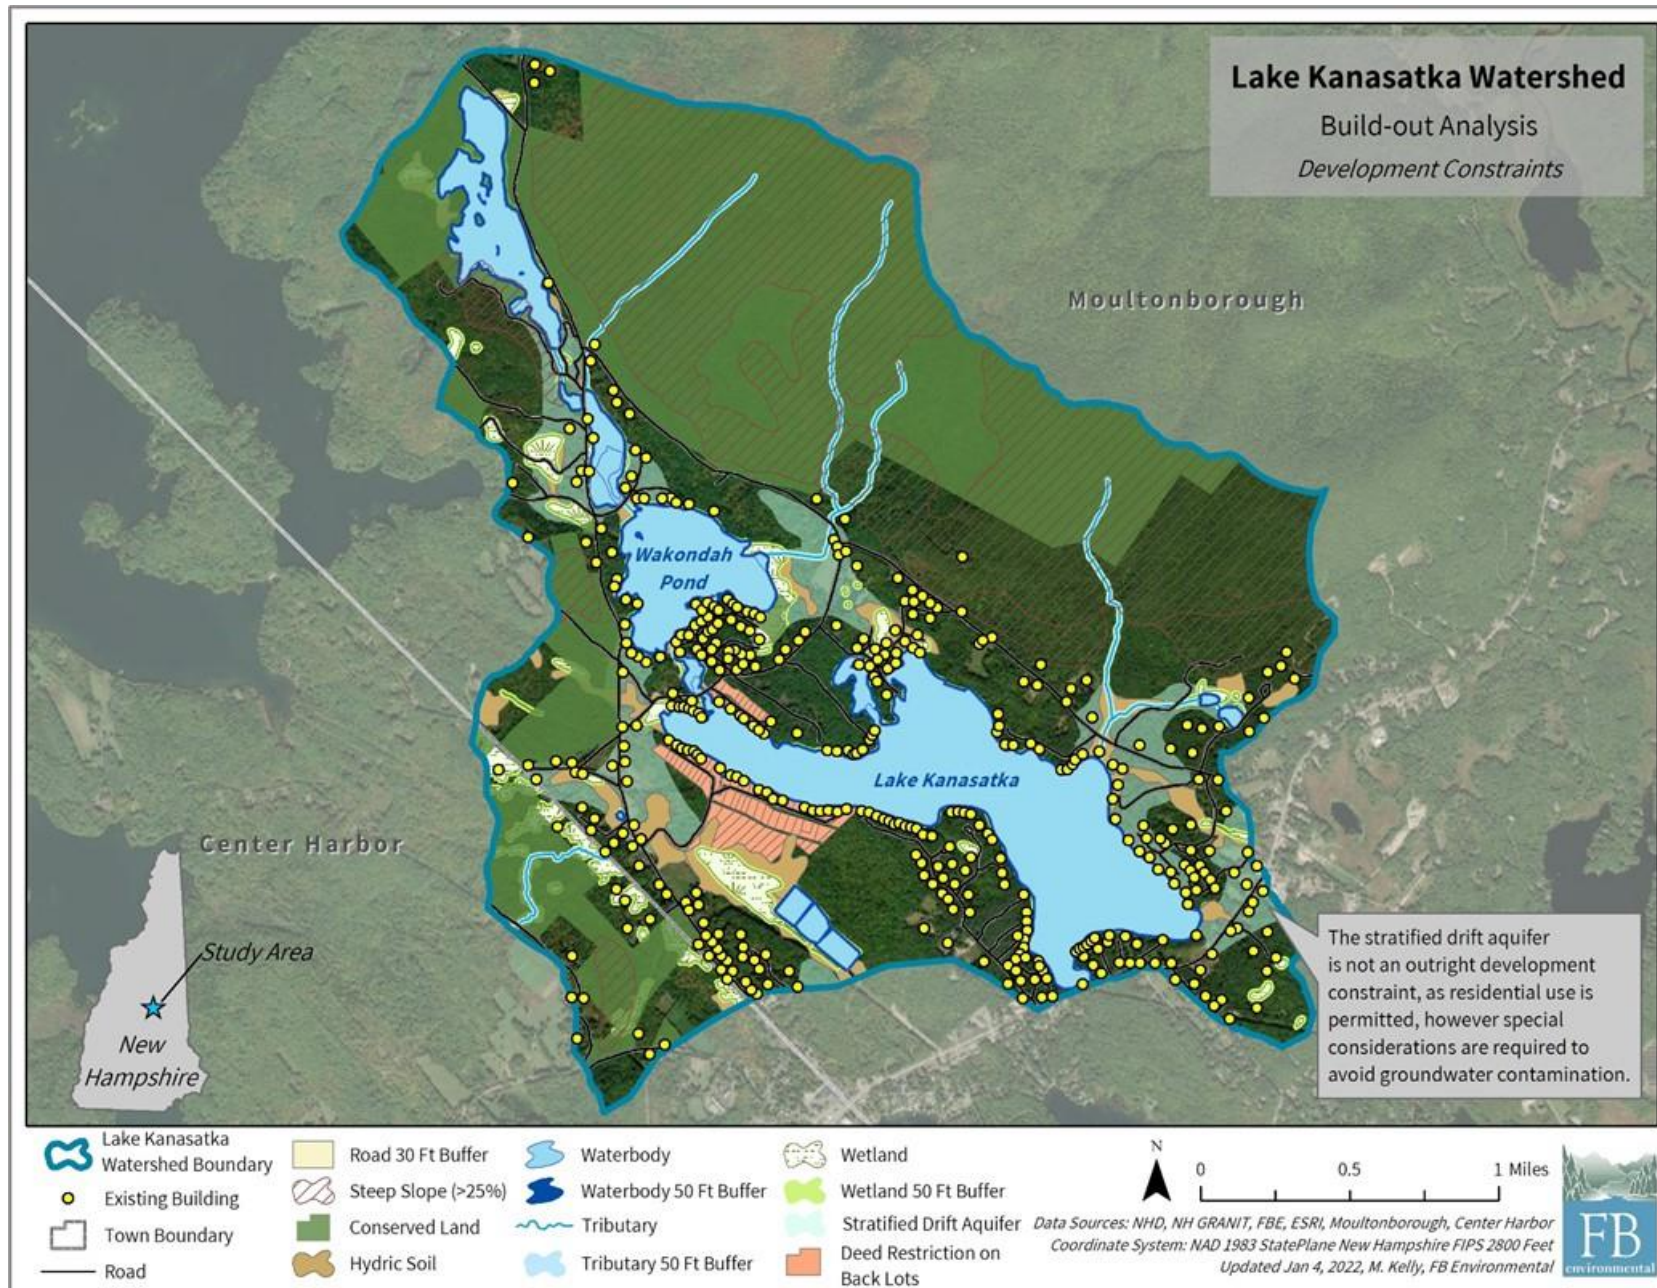 Lake Kanasatka Watershed
Build-out Analysis
Development Constraints
Moultonborough
Wakondah
Pond
Lake Kanasatka
Center Harbor
Study Area
New
Hampshire
The stratified drift aquifer
is not an outright development
constraint, as residential use is
permitted, however special
considerations are required to
avoid groundwater contamination.
Lake Kanasatka
Watershed Boundary
Existing Building
Town Boundary
Road
Road 30 Ft Buffer
Steep Slope (>25%)
Conserved Land
Hydric Soil
Waterbody
Waterbody 50 Ft Buffer
Tributary
Tributary 50 Ft Buffer
Wetland
Wetland 50 Ft Buffer
Stratified Drift Aquifer
Deed Restriction on
Back Lots
N
0 0.5 1 Miles
Data Sources: NHD, NH GRANIT, FBE, ESRI, Moultonborough, Center Harbor
Coordinate System: NAD 1983 StatePlane New Hampshire FIPS 2800 Feet
Updated Jan 4, 2022, M. Kelly, FB Environmental
FB
environmental